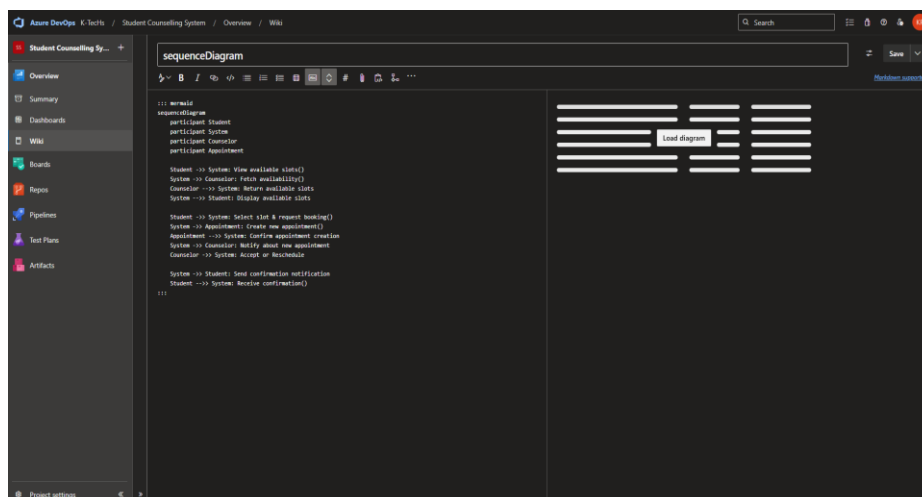 Azure DevOps K-TecHs / Student Counselling System / Overview / Wiki
Search
Student Counselling Sy... +
sequenceDiagram
Save
Overview
Markdown support
Summary
Dashboards
Wiki
Boards
Repos
Pipelines
Test Plans
Artifacts
Project settings
::: mermaid
sequenceDiagram
participant Student
participant System
participant Counselor
participant Appointment
Student ->> System: View available slots()
System ->> Counselor: Fetch availability()
Counselor -->> System: Return available slots
System -->> Student: Display available slots
Student ->> System: Select slot & request booking()
System ->> Appointment: Create new appointment()
Appointment -->> System: Confirm appointment creation
System ->> Counselor: Notify about new appointment
Counselor ->> System: Accept or Reschedule
System ->> Student: Send confirmation notification
Student -->> System: Receive confirmation()
:::
Load diagram